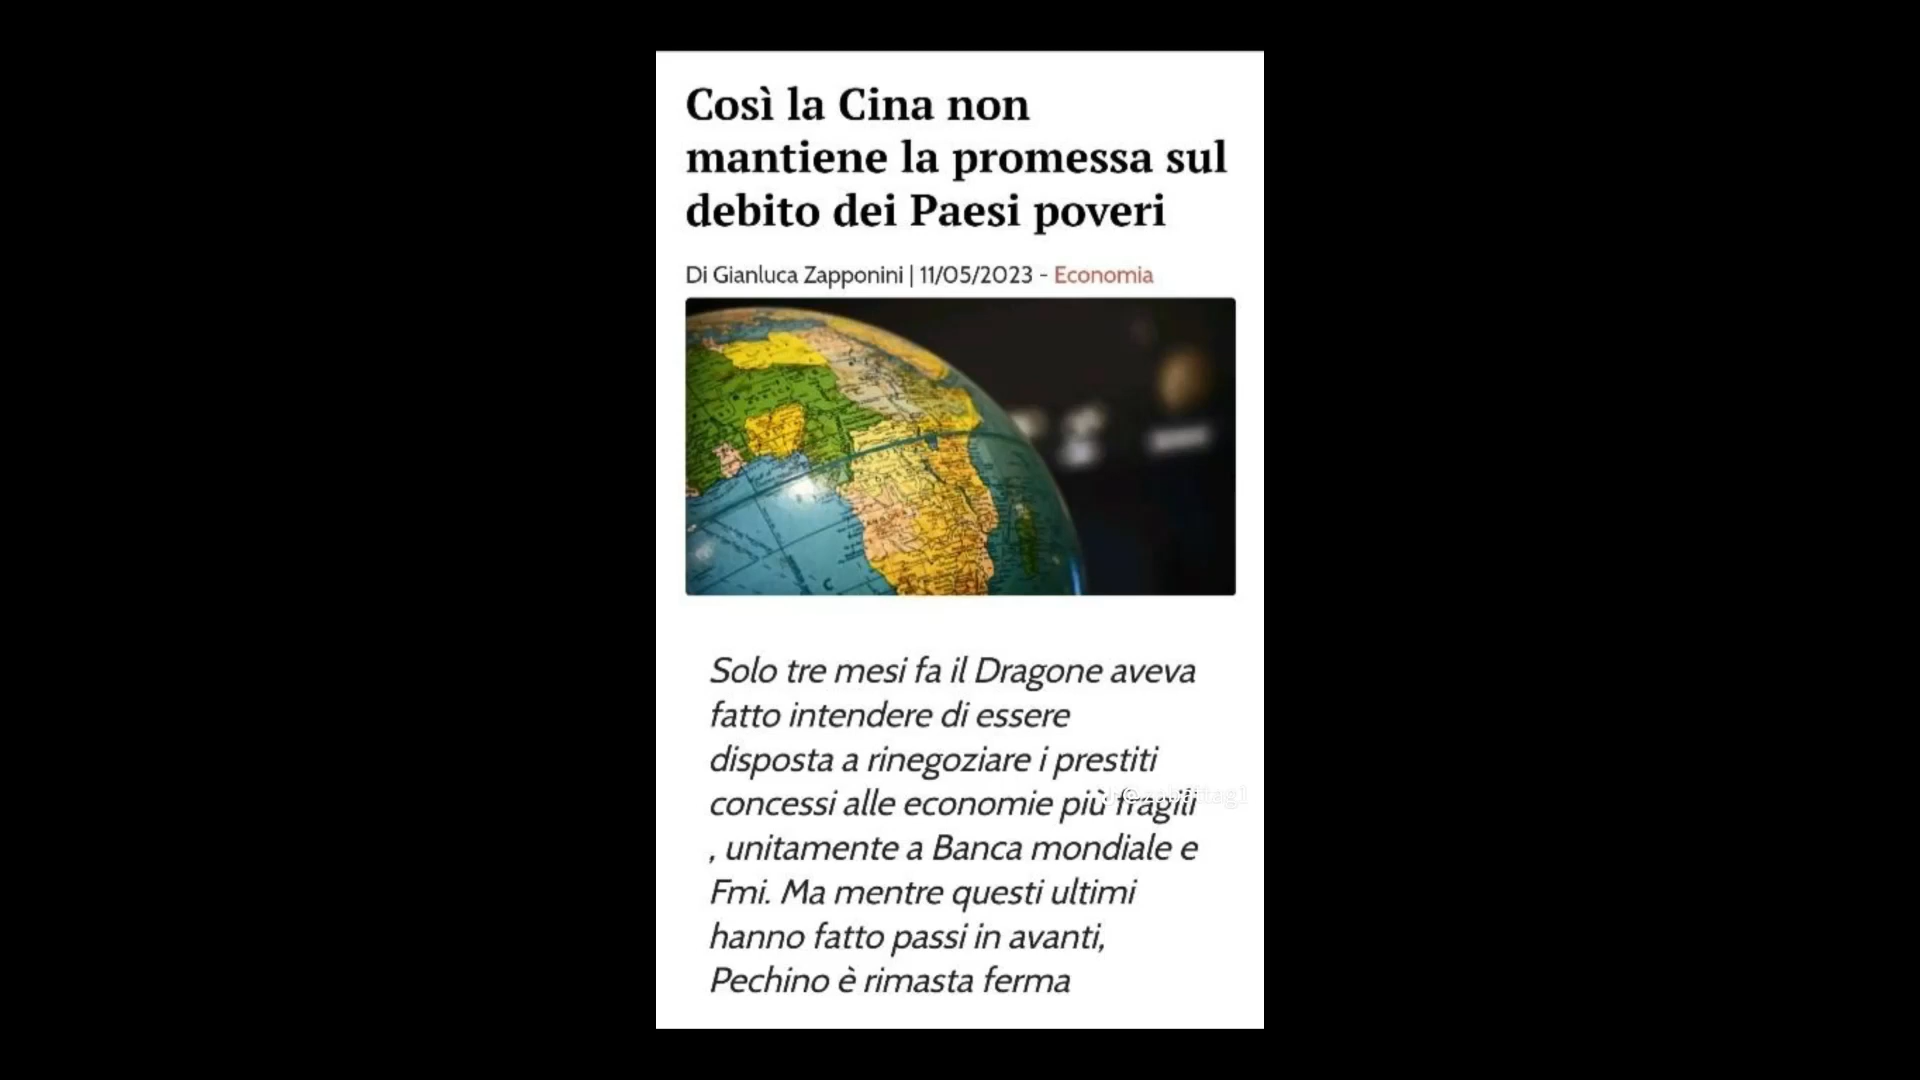 Così la Cina non
mantiene la promessa sul
debito dei Paesi poveri
Di Gianluca Zapponini | 11/05/2023 - Economia
Solo tre mesi fa il Dragone aveva
fatto intendere di essere
disposta a rinegoziare i prestiti
concessi alle economie più fragili
, unitamente a Banca mondiale e
Fmi. Ma mentre questi ultimi
hanno fatto passi in avanti,
Pechino è rimasta ferma